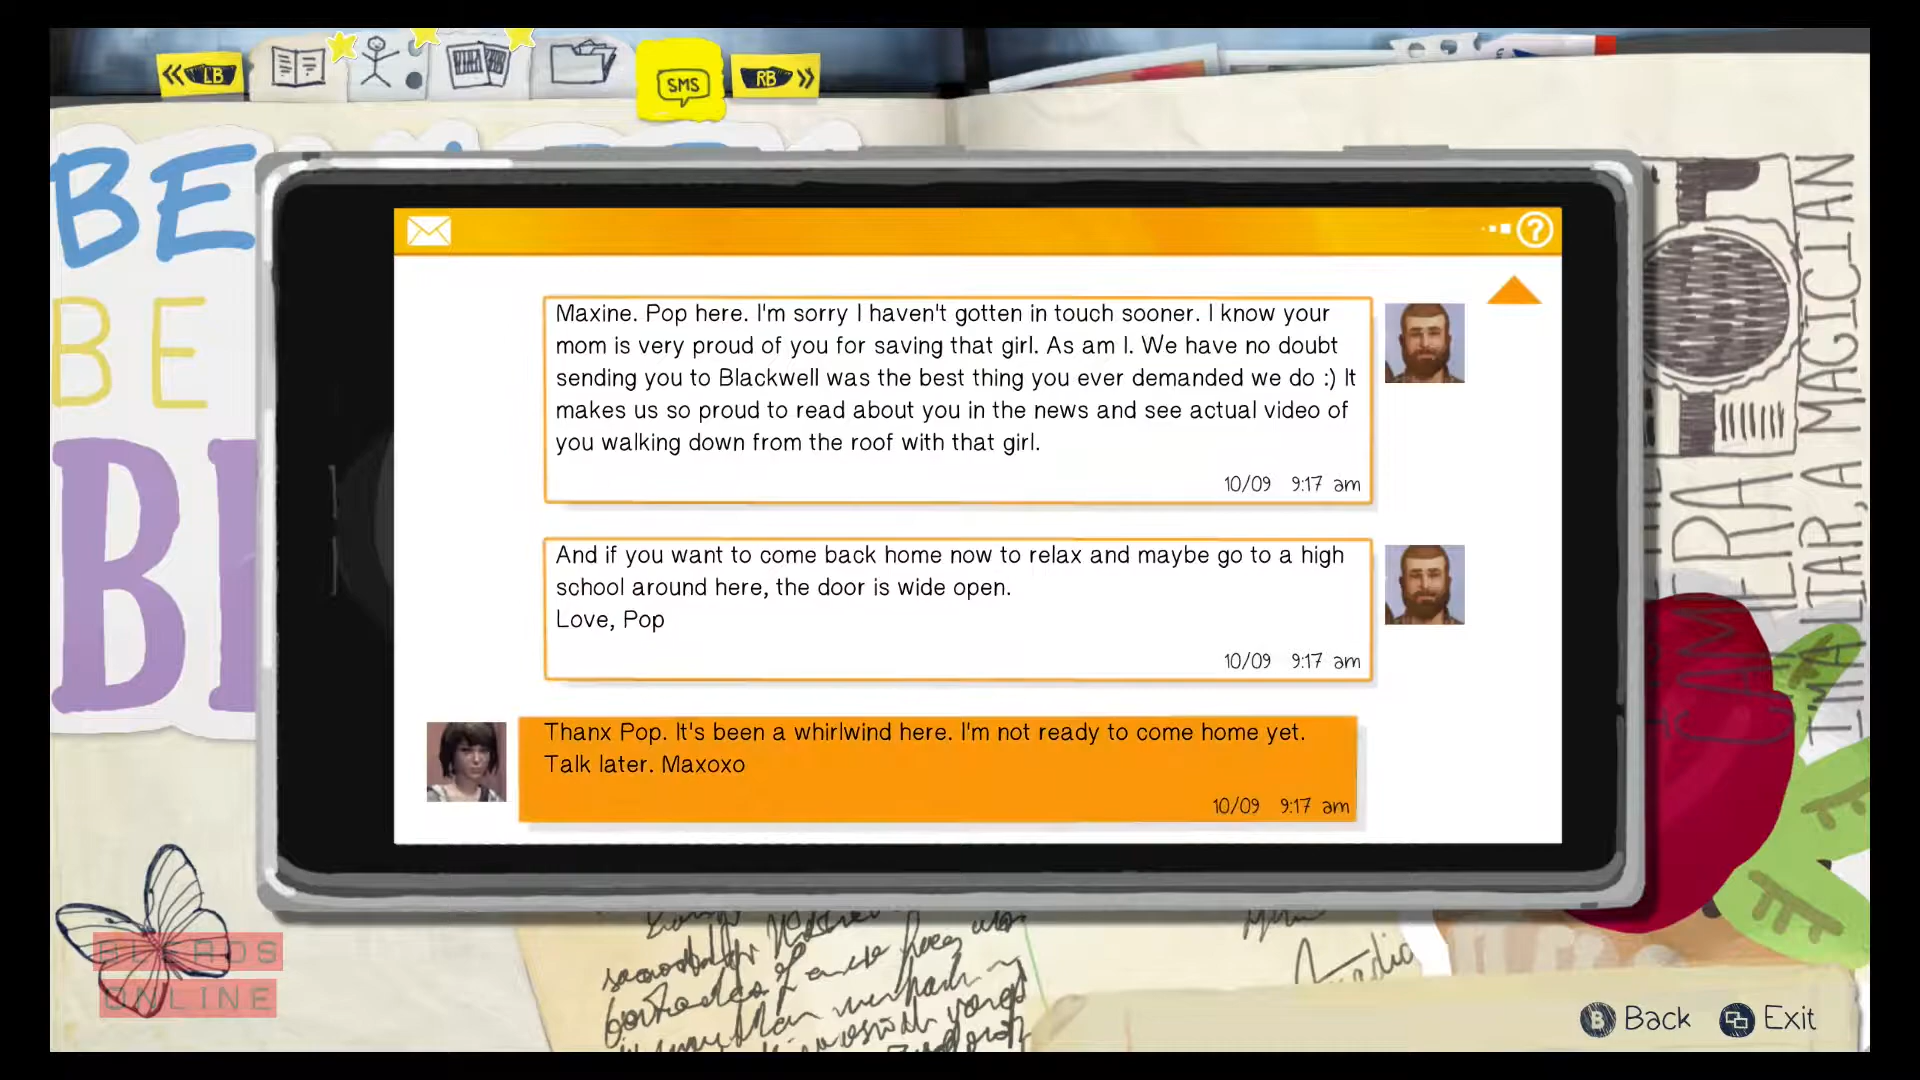 LB
SMS
RB
BE
BE
Maxine. Pop here. I'm sorry I haven't gotten in touch sooner. I know your
mom is very proud of you for saving that girl. As am I. We have no doubt
sending you to Blackwell was the best thing you ever demanded we do :) It
makes us so proud to read about you in the news and see actual video of
you walking down from the roof with that girl.
10/09 9:17 am
And if you want to come back home now to relax and maybe go to a high
school around here, the door is wide open.
Love, Pop
10/09 9:17 am
Thanx Pop. It's been a whirlwind here. I'm not ready to come home yet.
Talk later. Maxoxo
10/09 9:17 am
CAMERA
I'M A LIAR, A MAGICIAN
BLERDS
ONLINE
B Back
Exit